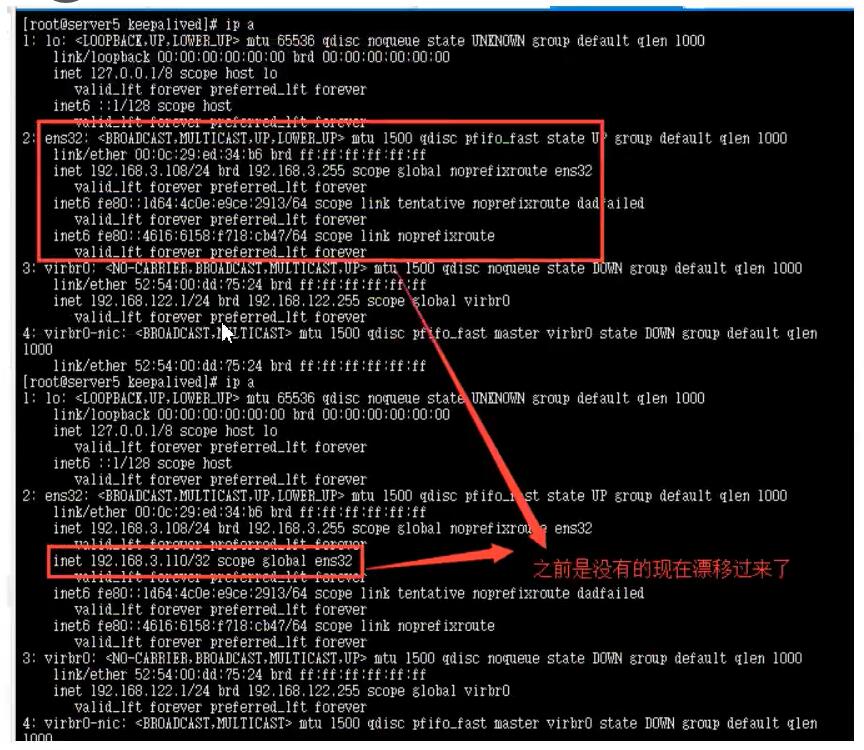 [root@server5 keepalived]# ip a
1: lo: <LOOPBACK,UP,LOWER_UP> mtu 65536 qdisc noqueue state UNKNOWN group default qlen 1000
link/loopback 00:00:00:00:00:00 brd 00:00:00:00:00:00
inet 127.0.0.1/8 scope host lo
valid_lft forever preferred_lft forever
inet6 ::1/128 scope host
valid_lft forever preferred_lft forever
2: ens32: <BROADCAST,MULTICAST,UP,LOWER_UP> mtu 1500 qdisc pfifo_fast state UP group default qlen 1000
link/ether 00:0c:29:ed:34:b6 brd ff:ff:ff:ff:ff:ff
inet 192.168.3.108/24 brd 192.168.3.255 scope global noprefixroute ens32
valid_lft forever preferred_lft forever
inet6 fe80::1d64:4c0e:e9ce:2913/64 scope link tentative noprefixroute dadfailed
valid_lft forever preferred_lft forever
inet6 fe80::4616:6158:f718:cb47/64 scope link noprefixroute
valid_lft forever preferred_lft forever
3: virbr0: <NO-CARRIER,BROADCAST,MULTICAST,UP> mtu 1500 qdisc noqueue state DOWN group default qlen 1000
link/ether 52:54:00:dd:75:24 brd ff:ff:ff:ff:ff:ff
inet 192.168.122.1/24 brd 192.168.122.255 scope global virbr0
valid_lft forever preferred_lft forever
4: virbr0-nic: <BROADCAST,MULTICAST> mtu 1500 qdisc pfifo_fast master virbr0 state DOWN group default qlen
1000
link/ether 52:54:00:dd:75:24 brd ff:ff:ff:ff:ff:ff
[root@server5 keepalived]# ip a
1: lo: <LOOPBACK,UP,LOWER_UP> mtu 65536 qdisc noqueue state UNKNOWN group default qlen 1000
link/loopback 00:00:00:00:00:00 brd 00:00:00:00:00:00
inet 127.0.0.1/8 scope host lo
valid_lft forever preferred_lft forever
inet6 ::1/128 scope host
valid_lft forever preferred_lft forever
2: ens32: <BROADCAST,MULTICAST,UP,LOWER_UP> mtu 1500 qdisc pfifo_fast state UP group default qlen 1000
link/ether 00:0c:29:ed:34:b6 brd ff:ff:ff:ff:ff:ff
inet 192.168.3.108/24 brd 192.168.3.255 scope global noprefixroute ens32
valid_lft forever preferred_lft forever
inet 192.168.3.110/32 scope global ens32
之前是没有的现在漂移过来了
valid_lft forever preferred_lft forever
inet6 fe80::1d64:4c0e:e9ce:2913/64 scope link tentative noprefixroute dadfailed
valid_lft forever preferred_lft forever
inet6 fe80::4616:6158:f718:cb47/64 scope link noprefixroute
valid_lft forever preferred_lft forever
3: virbr0: <NO-CARRIER,BROADCAST,MULTICAST,UP> mtu 1500 qdisc noqueue state DOWN group default qlen 1000
link/ether 52:54:00:dd:75:24 brd ff:ff:ff:ff:ff:ff
inet 192.168.122.1/24 brd 192.168.122.255 scope global virbr0
valid_lft forever preferred_lft forever
4: virbr0-nic: <BROADCAST,MULTICAST> mtu 1500 qdisc pfifo_fast master virbr0 state DOWN group default qlen
1000